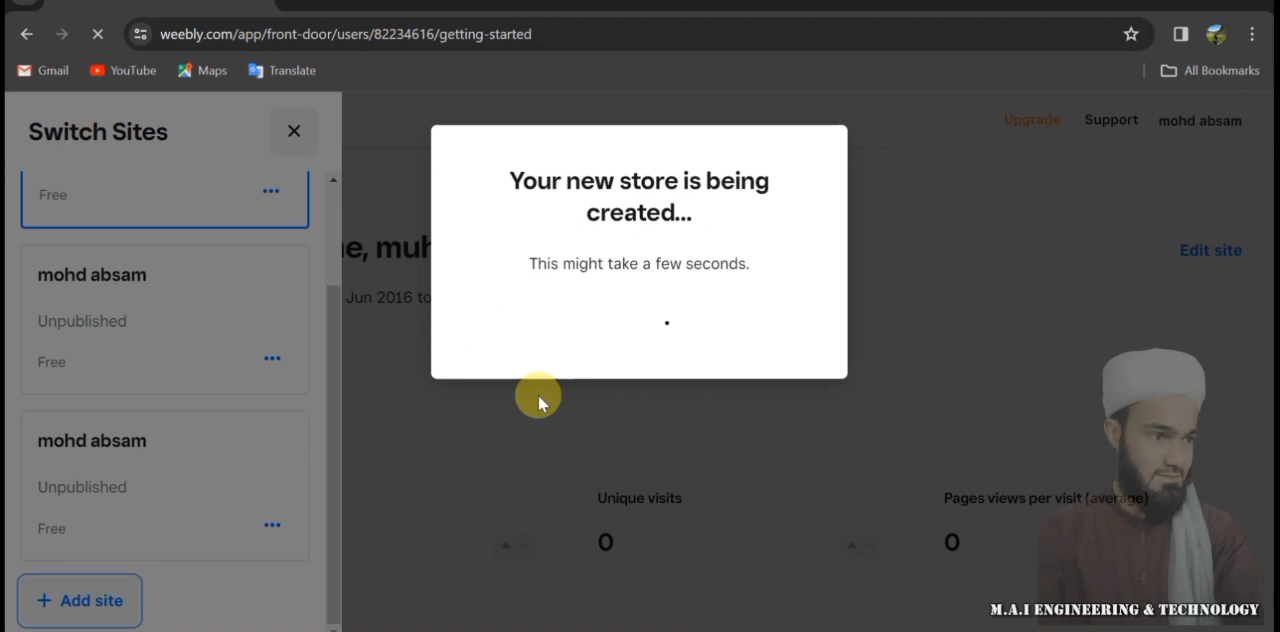 weebly.com/app/front-door/users/82234616/getting-started
Gmail YouTube Maps Translate All Bookmarks
Switch Sites
Upgrade Support mohd absam
Free
Your new store is being
created...
This might take a few seconds.
Edit site
mohd absam
Unpublished
Free
Jun 2016 to
mohd absam
Unpublished
Free
+ Add site
Unique visits
0
Pages views per visit (average)
0
M.A.I ENGINEERING & TECHNOLOGY